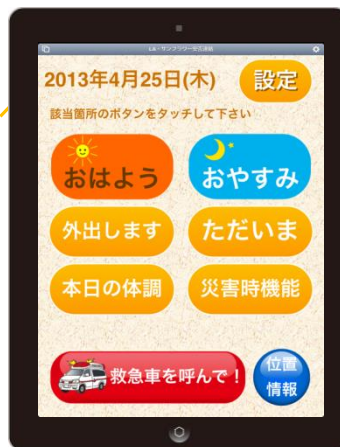 2013年4月25日(木)
設定
該当箇所のボタンをタッチして下さい
おはよう
おやすみ
外出します
ただいま
本日の体調
災害時機能
救急車を呼んで!
位置
情報